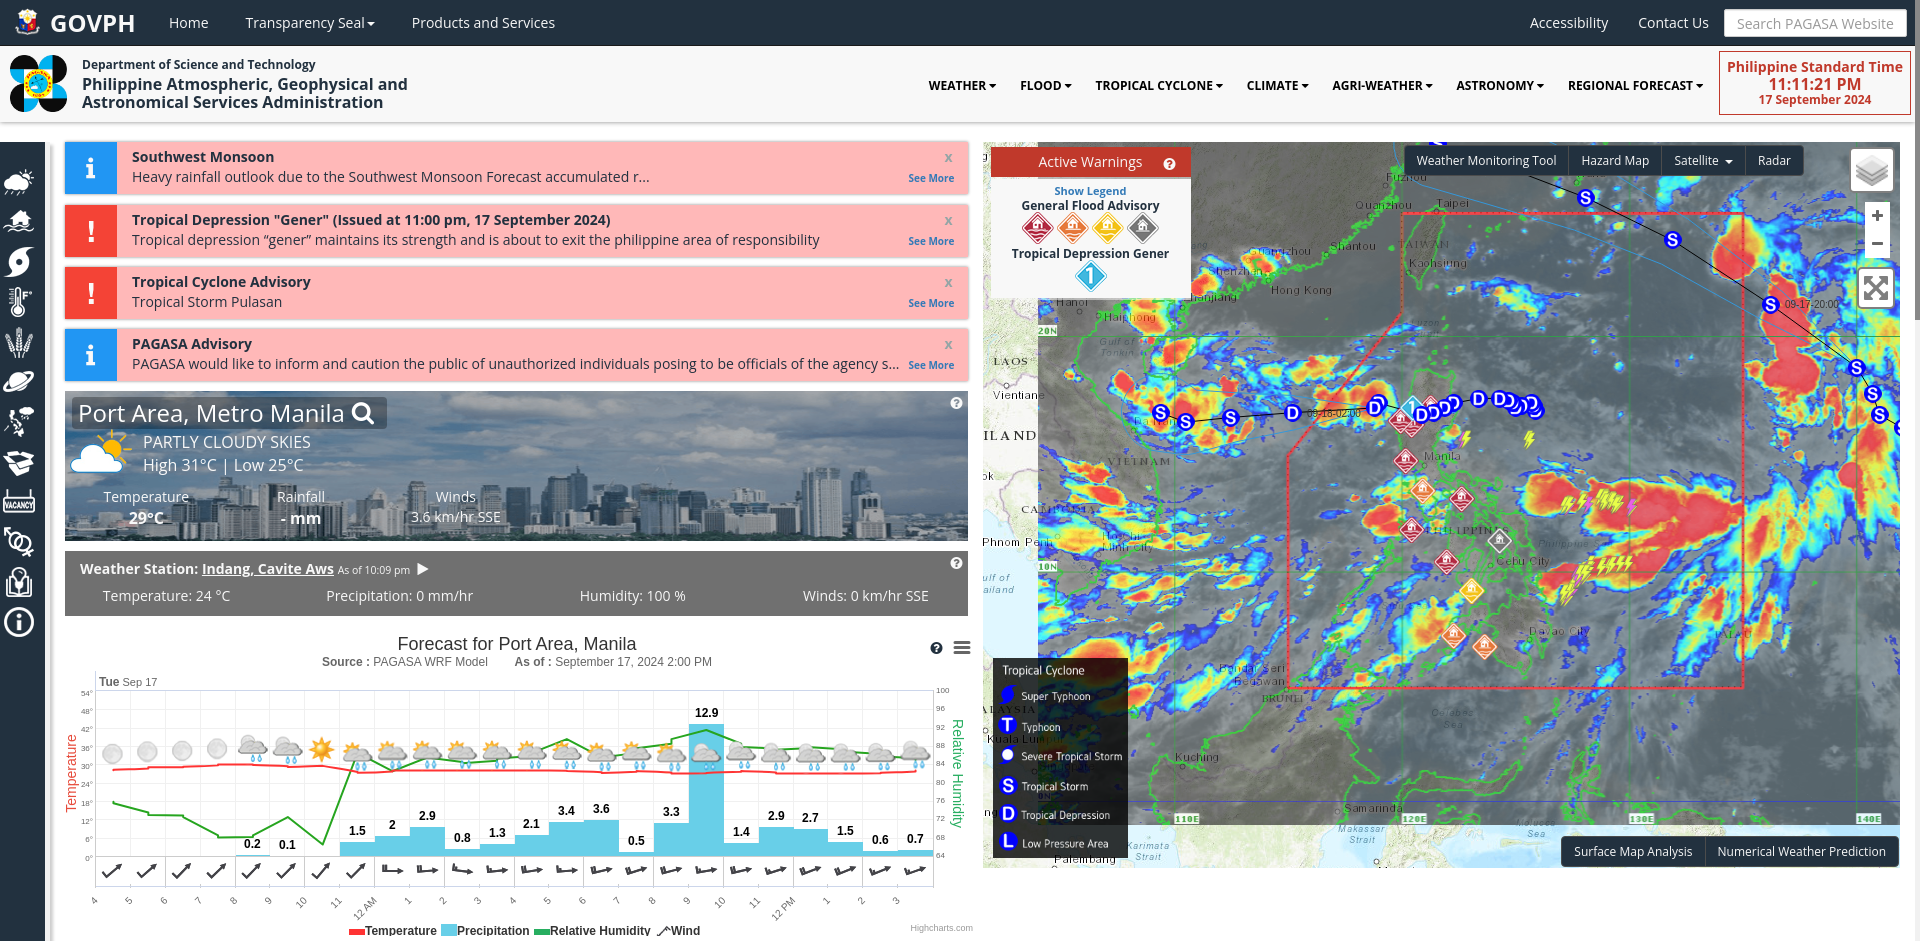 GOVPH
Home
Transparency Seal
Products and Services
Accessibility
Contact Us
Search PAGASA Website
Department of Science and Technology
Philippine Atmospheric, Geophysical and
Astronomical Services Administration
WEATHER
FLOOD
TROPICAL CYCLONE
CLIMATE
AGRI-WEATHER
ASTRONOMY
REGIONAL FORECAST
Philippine Standard Time
11:11:21 PM
17 September 2024
Southwest Monsoon
x
Heavy rainfall outlook due to the Southwest Monsoon Forecast accumulated r...
See More
Tropical Depression "Gener" (Issued at 11:00 pm, 17 September 2024)
x
Tropical depression “gener” maintains its strength and is about to exit the philippine area of responsibility
See More
Tropical Cyclone Advisory
x
Tropical Storm Pulasan
See More
PAGASA Advisory
x
PAGASA would like to inform and caution the public of unauthorized individuals posing to be officials of the agency s...
See More
VACANCY
Port Area, Metro Manila
PARTLY CLOUDY SKIES
High 31°C | Low 25°C
Temperature
29°C
Rainfall
- mm
Winds
3.6 km/hr SSE
Weather Station: Indang, Cavite Aws As of 10:09 pm
Temperature: 24 °C
Precipitation: 0 mm/hr
Humidity: 100 %
Winds: 0 km/hr SSE
Forecast for Port Area, Manila
Source : PAGASA WRF Model As of : September 17, 2024 2:00 PM
Tue Sep 17
Temperature
54°
48°
42°
36°
30°
24°
18°
12°
6°
0°
0.2
0.1
1.5
2
2.9
0.8
1.3
2.1
3.4
3.6
0.5
3.3
12.9
1.4
2.9
2.7
1.5
0.6
0.7
100
96
92
88
84
80
76
72
68
64
Relative Humidity
4
5
6
7
8
9
10
11
12 AM
1
2
3
4
5
6
7
8
9
10
11
12 PM
1
2
3
Temperature
Precipitation
Relative Humidity
Wind
Highcharts.com
Active Warnings
Show Legend
General Flood Advisory
Tropical Depression Gener
1
Weather Monitoring Tool
Hazard Map
Satellite
Radar
+
−
Fuzhou
Quanzhou
Taipei
Shantou
TAIWAN
Guangzhou
Kaohsiung
Shenzhen
Hong Kong
Zhanjiang
Hanoi
Haiphong
09-17-20:00
20N
Gulf of
LAOS
Vientiane
09-18-02:00
ILAND
VIETNAM
Manila
ok
CAMBODIA
PHILIPPINES
Phnom Penh
Ho Chi
Minh City
Cebu City
10N
ulf of
ailand
Davao City
PALAU
Bandar Seri
Begawan
BRUNEI
Celebes
Sea
Kuching
Samarinda
110E
120E
130E
140E
Makassar
Strait
Karimata
Strait
Palembang
ALAYSIA
Kuala Lumpur
Tropical Cyclone
Super Typhoon
Typhoon
Severe Tropical Storm
Tropical Storm
Tropical Depression
Low Pressure Area
Surface Map Analysis
Numerical Weather Prediction